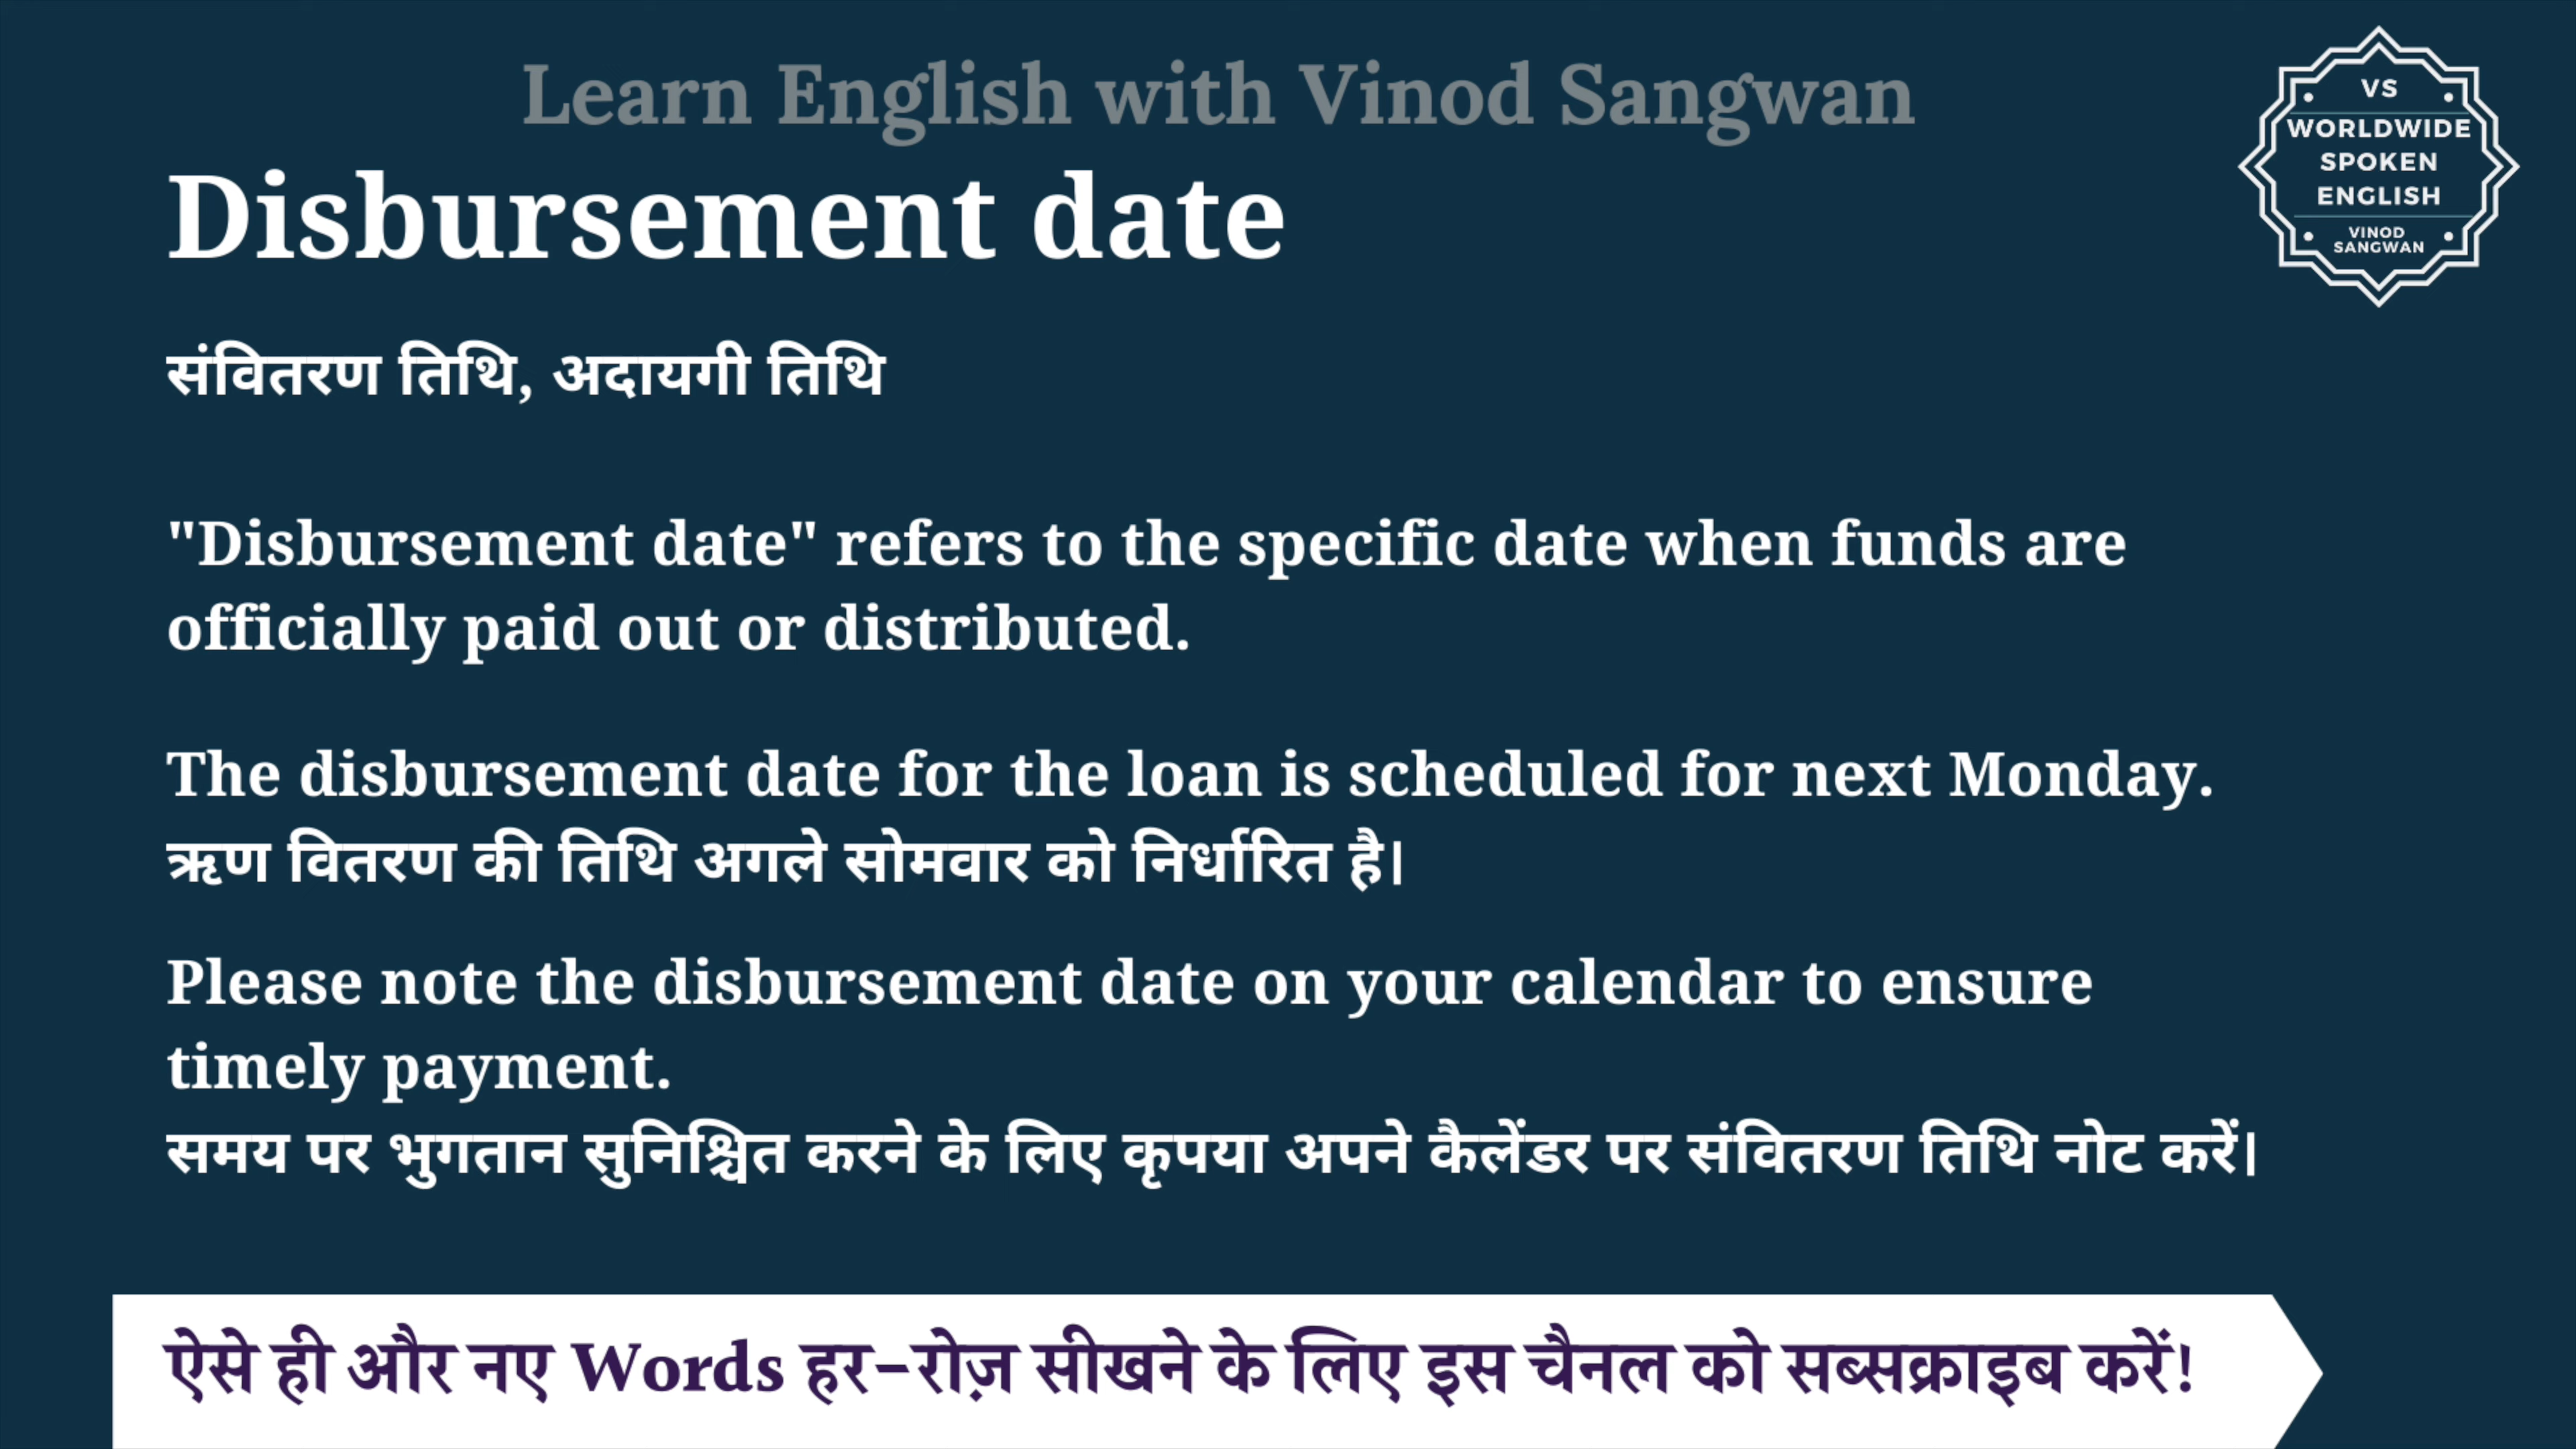 Learn English with Vinod Sangwan
VS
WORLDWIDE
SPOKEN
ENGLISH
VINOD
SANGWAN
Disbursement date
संवितरण तिथि, अदायगी तिथि
"Disbursement date" refers to the specific date when funds are
officially paid out or distributed.
The disbursement date for the loan is scheduled for next Monday.
ऋण वितरण की तिथि अगले सोमवार को निर्धारित है।
Please note the disbursement date on your calendar to ensure
timely payment.
समय पर भुगतान सुनिश्चित करने के लिए कृपया अपने कैलेंडर पर संवितरण तिथि नोट करें।
ऐसे ही और नए Words हर-रोज़ सीखने के लिए इस चैनल को सब्सक्राइब करें!